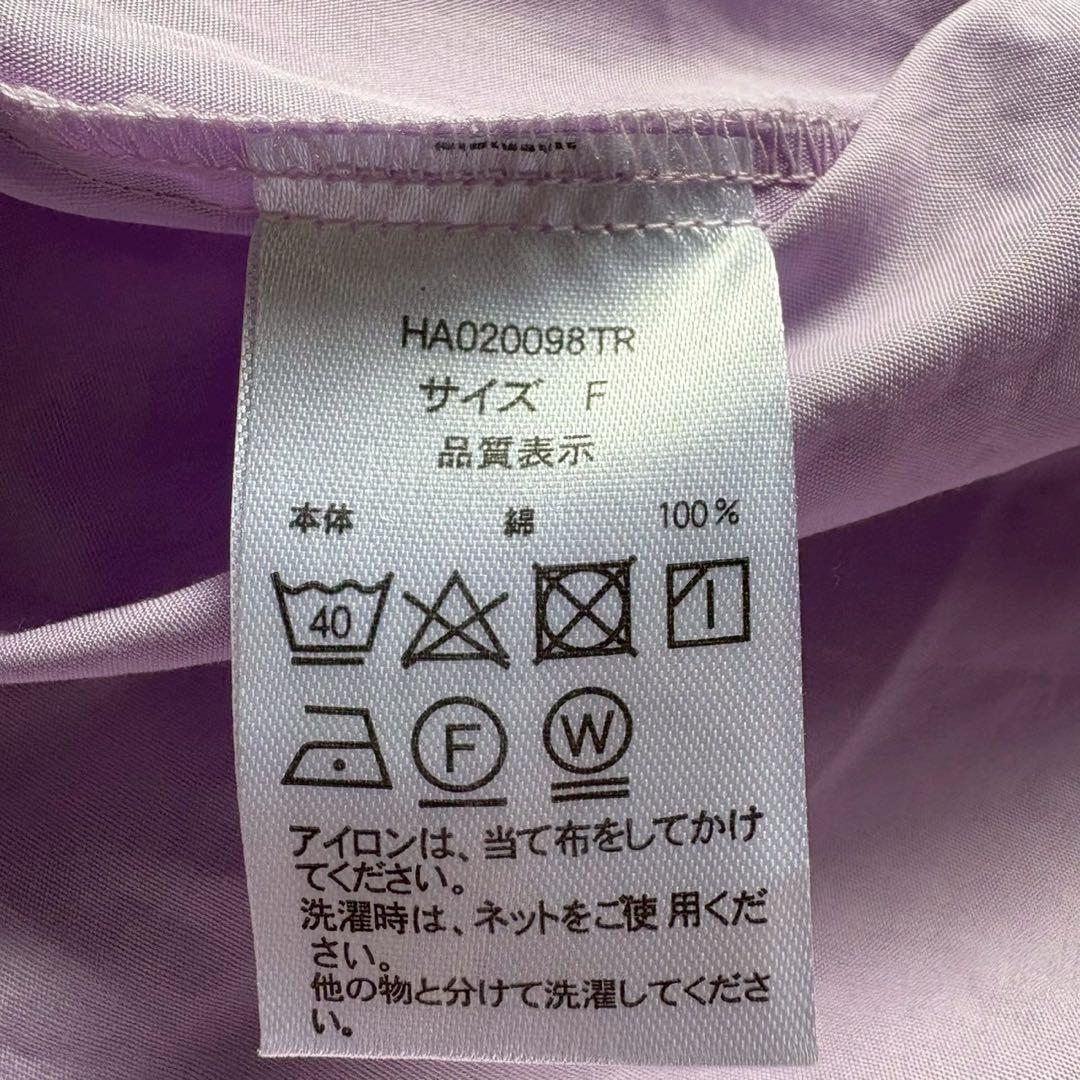 HA020098TR
サイズ F
品質表示
本体 綿 100%
40
F W
アイロンは、当て布をしてかけ
てください。
洗濯時は、ネットをご使用くだ
さい。
他の物と分けて洗濯してくださ
い。